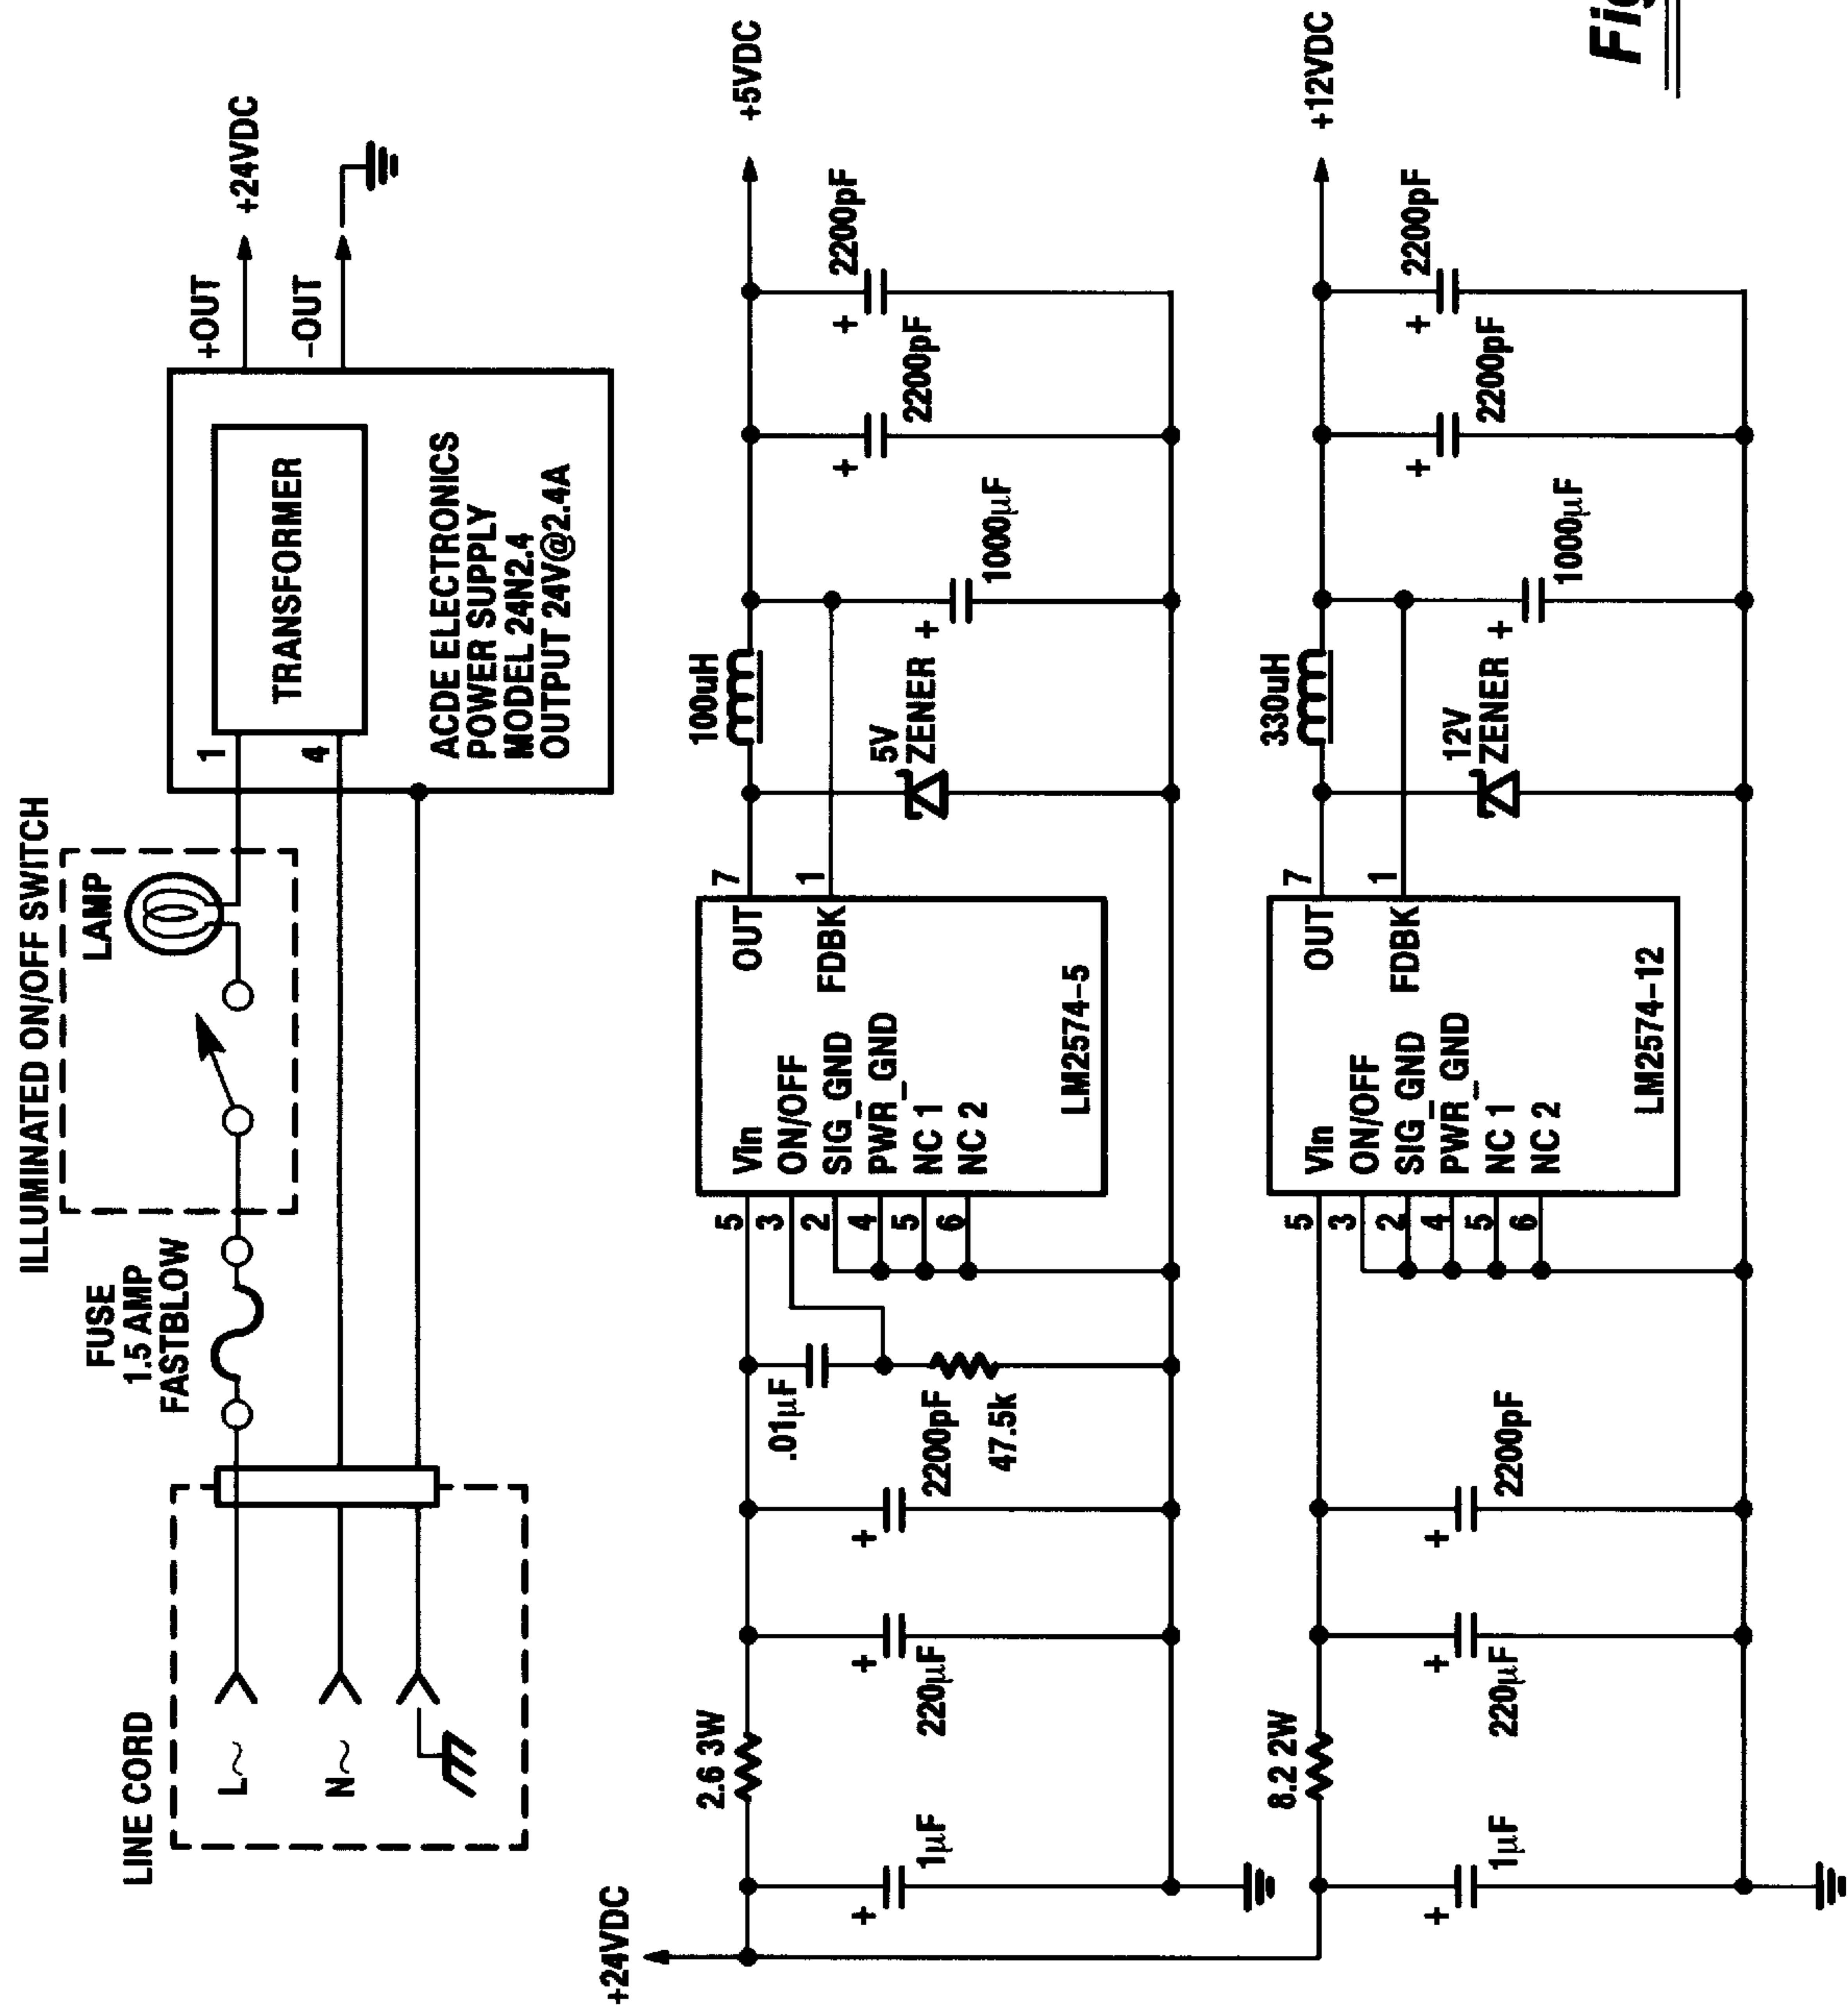 ILLUMINATED ON/OFF SWITCH
LINE CORD
FUSE
1.5 AMP
FASTBLOW
LAMP
L~
N~
1
4
TRANSFORMER
ACDE ELECTRONICS
POWER SUPPLY
MODEL 24N2.4
OUTPUT 24V@2.4A
+OUT
+24VDC
-OUT
+24VDC
2.6 3W
+
1µF
+
220µF
+
2200pF
.01µF
47.5k
5
3
2
4
5
6
VIn
ON/OFF
SIG_GND
PWR_GND
NC 1
NC 2
OUT
FDBK
LM2574-5
7
1
100uH
5V
ZENER
+
1000µF
+
2200pF
+
2200pF
+5VDC
8.2 2W
+
1µF
+
220µF
+
2200pF
5
3
2
4
5
6
VIn
ON/OFF
SIG_GND
PWR_GND
NC 1
NC 2
OUT
FDBK
LM2574-12
7
1
330uH
12V
ZENER
+
1000µF
+
2200pF
+
2200pF
+12VDC